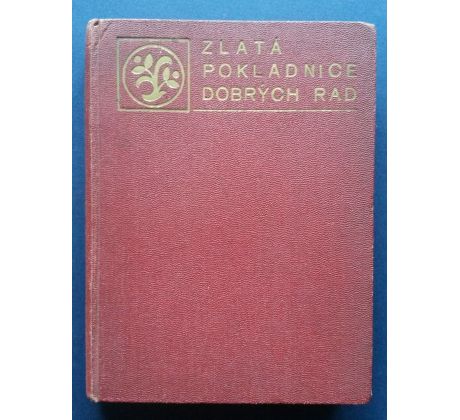 ZLATÁ
POKLADNICE
DOBRÝCH RAD